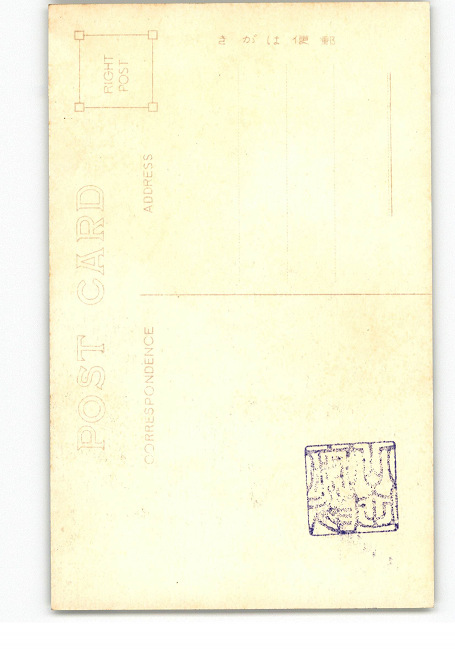 きがは便郵
RIGHT
POST
ADDRESS
POST CARD
CORRESPONDENCE